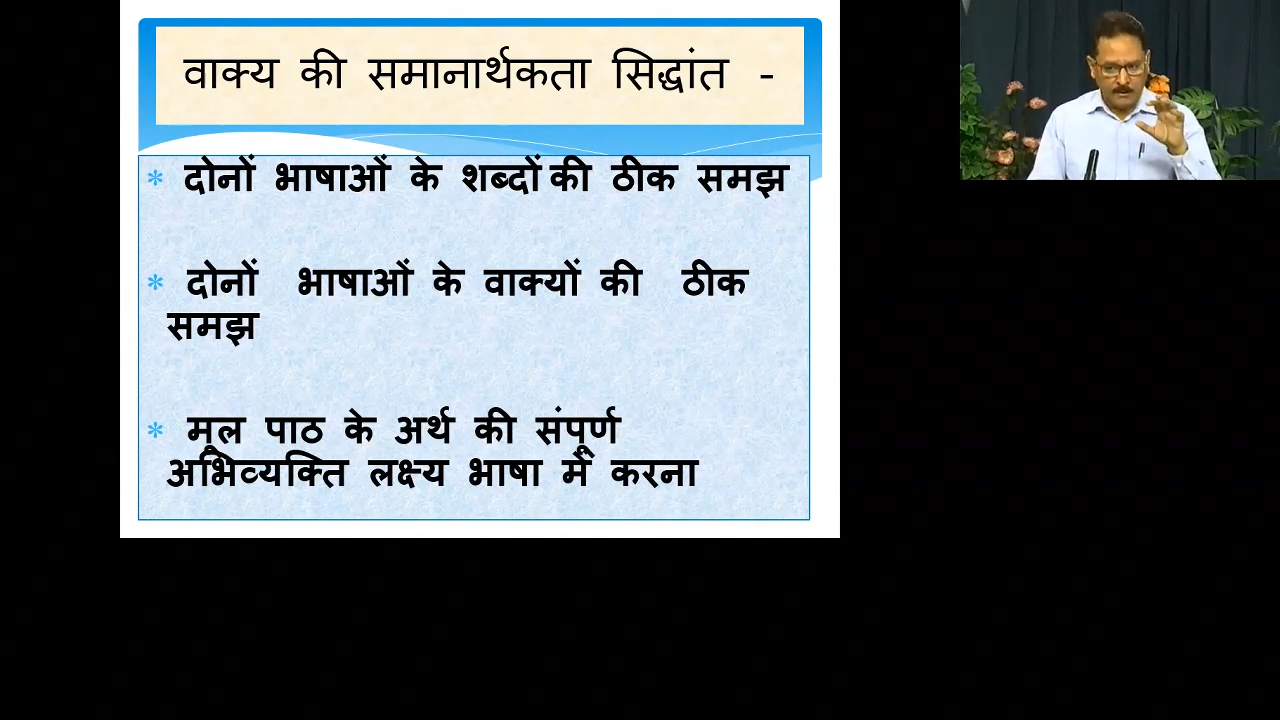 वाक्य की समानार्थकता सिद्धांत -
* दोनों भाषाओं के शब्दों की ठीक समझ
* दोनों भाषाओं के वाक्यों की ठीक
समझ
* मूल पाठ के अर्थ की संपूर्ण
अभिव्यक्ति लक्ष्य भाषा में करना